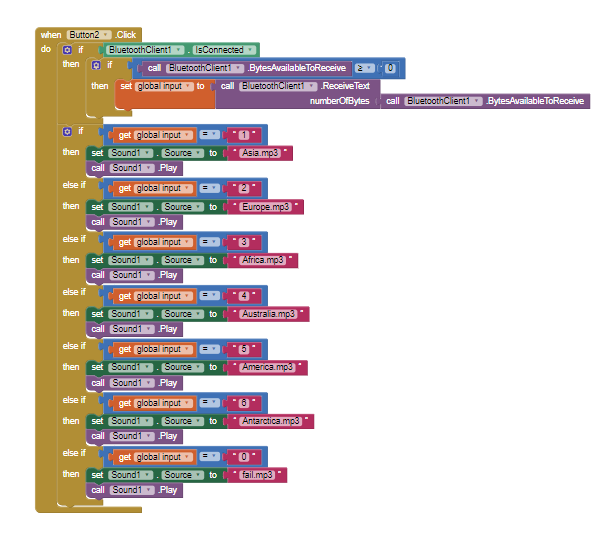 when Button2 .Click
do if BluetoothClient1 . IsConnected
then if call BluetoothClient1 .BytesAvailableToReceive ≥ 0
then set global input to call BluetoothClient1 .ReceiveText
numberOfBytes call BluetoothClient1 .BytesAvailableToReceive
if get global input = " 1 "
then set Sound1 . Source to " Asia.mp3 "
call Sound1 .Play
else if get global input = " 2 "
then set Sound1 . Source to " Europe.mp3 "
call Sound1 .Play
else if get global input = " 3 "
then set Sound1 . Source to " Africa.mp3 "
call Sound1 .Play
else if get global input = " 4 "
then set Sound1 . Source to " Australia.mp3 "
call Sound1 .Play
else if get global input = " 5 "
then set Sound1 . Source to " America.mp3 "
call Sound1 .Play
else if get global input = " 6 "
then set Sound1 . Source to " Antarctica.mp3 "
call Sound1 .Play
else if get global input = " 0 "
then set Sound1 . Source to " fail.mp3 "
call Sound1 .Play